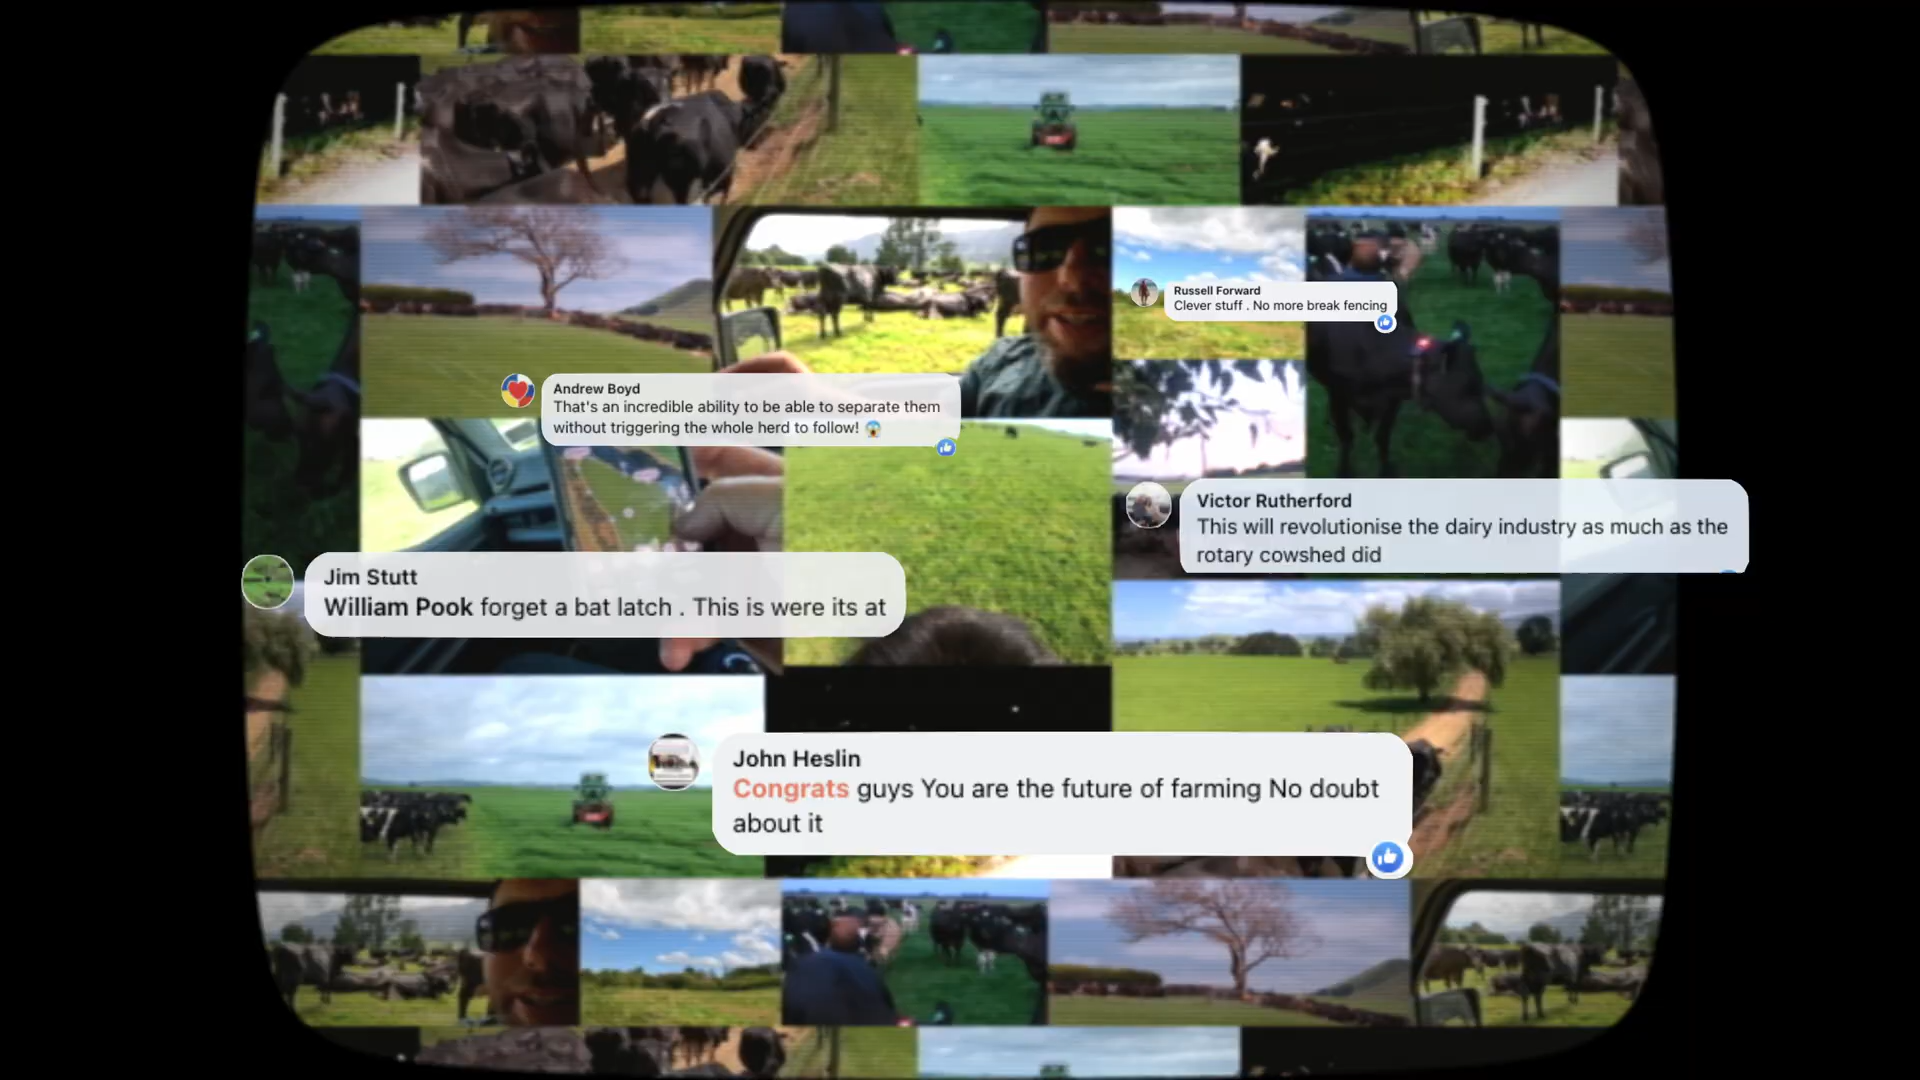 Russell Forward
Clever stuff . No more break fencing
Andrew Boyd
That's an incredible ability to be able to separate them
without triggering the whole herd to follow! 😱
Victor Rutherford
This will revolutionise the dairy industry as much as the
rotary cowshed did
Jim Stutt
William Pook forget a bat latch . This is were its at
John Heslin
Congrats guys You are the future of farming No doubt
about it